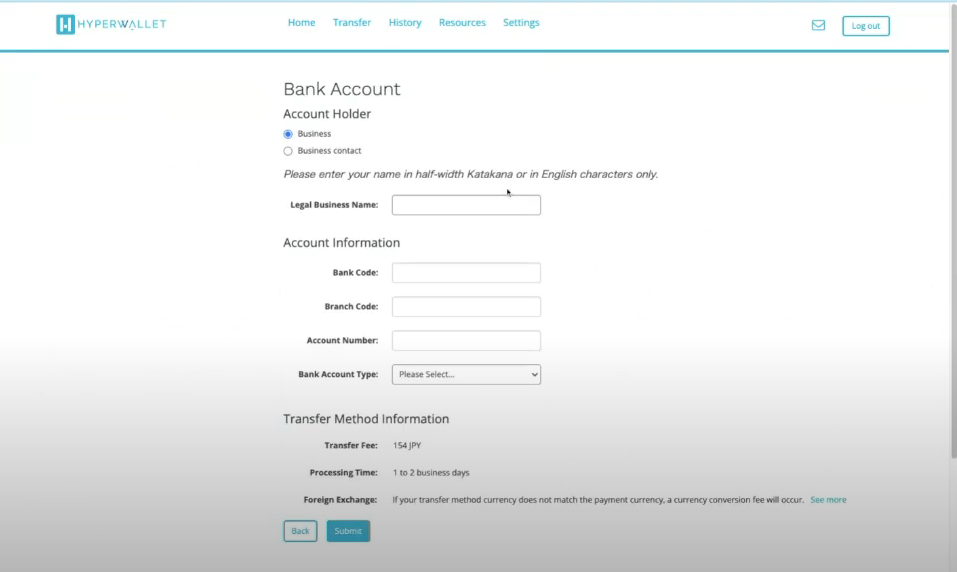 HYPERWALLET
Home Transfer History Resources Settings
Log out
Bank Account
Account Holder
Business
Business contact
Please enter your name in half-width Katakana or in English characters only.
Legal Business Name:
Account Information
Bank Code:
Branch Code:
Account Number:
Bank Account Type: Please Select...
Transfer Method Information
Transfer Fee: 154 JPY
Processing Time: 1 to 2 business days
Foreign Exchange: If your transfer method currency does not match the payment currency, a currency conversion fee will occur. See more
Back Submit